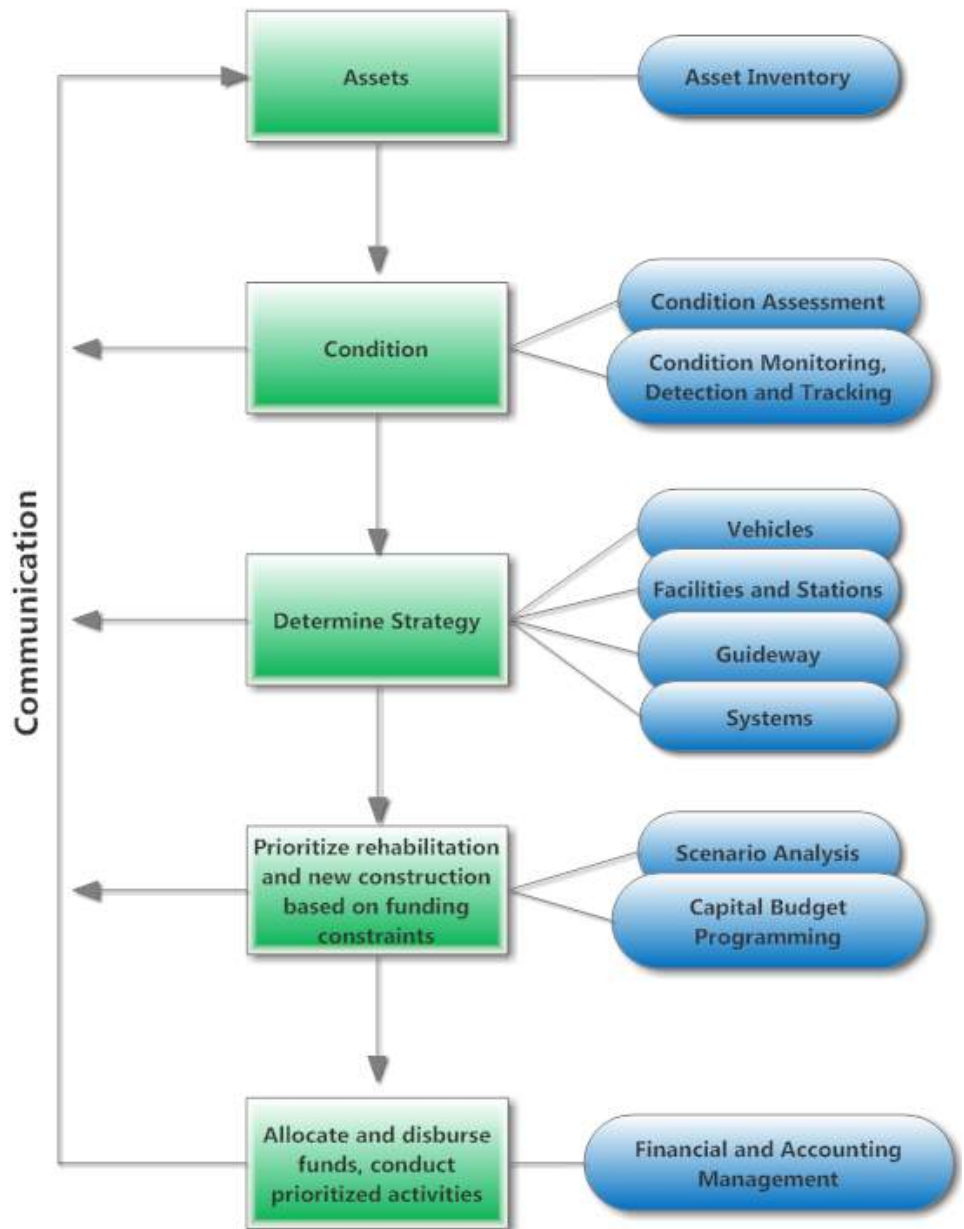 Assets
Asset Inventory
Condition
Condition Assessment
Condition Monitoring,
Detection and Tracking
Communication
Determine Strategy
Vehicles
Facilities and Stations
Guideway
Systems
Prioritize rehabilitation
and new construction
based on funding
constraints
Scenario Analysis
Capital Budget
Programming
Allocate and disburse
funds, conduct
prioritized activities
Financial and Accounting
Management